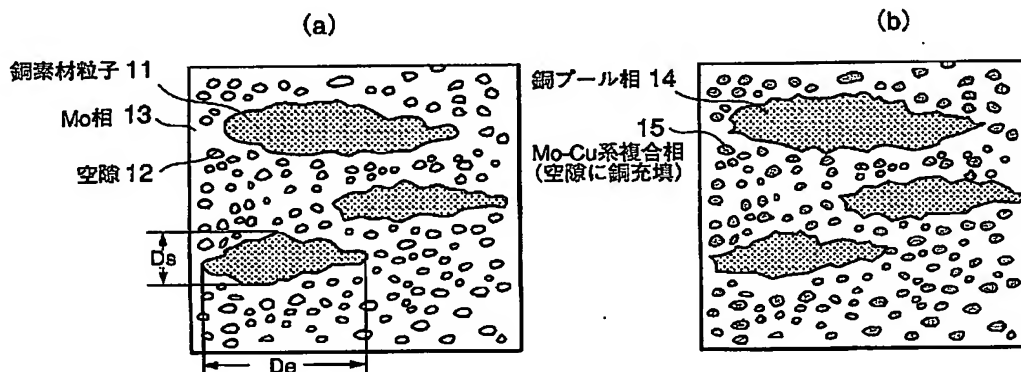 (a)
銅素材粒子 11
Mo相 13
空隙 12
Ds
De
(b)
銅プール相 14
15
Mo-Cu系複合相
(空隙に銅充填)